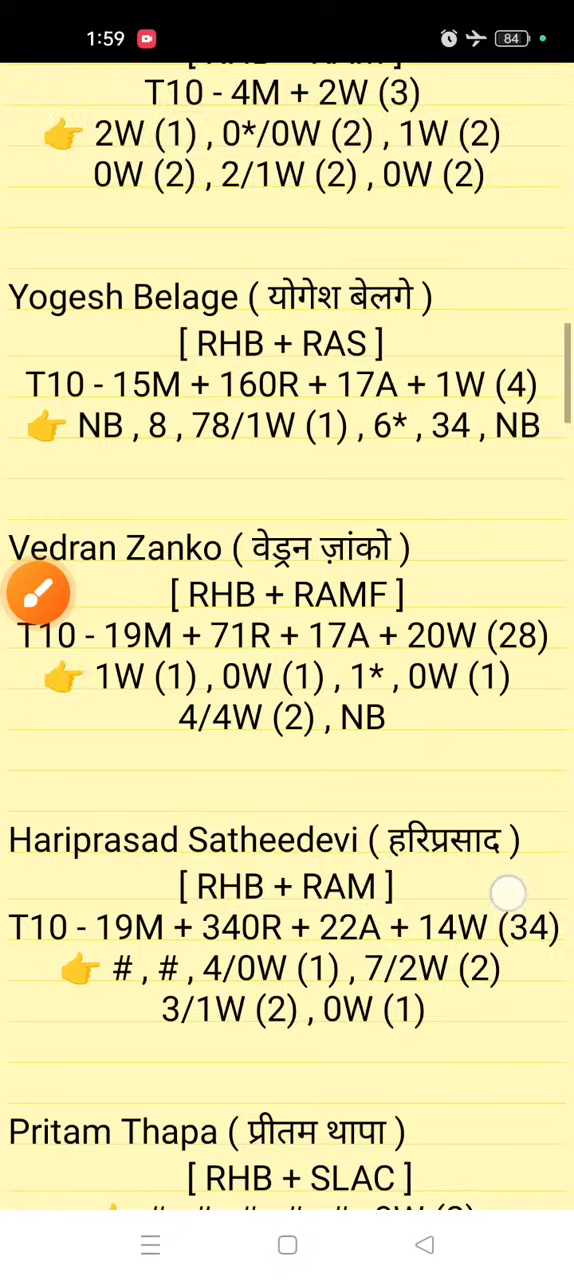 1:59
84
T10 - 4M + 2W (3)
👉 2W (1) , 0*/0W (2) , 1W (2)
0W (2) , 2/1W (2) , 0W (2)
Yogesh Belage ( योगेश बेलगे )
[ RHB + RAS ]
T10 - 15M + 160R + 17A + 1W (4)
👉 NB , 8 , 78/1W (1) , 6* , 34 , NB
Vedran Zanko ( वेड्रन ज़ांको )
[ RHB + RAMF ]
T10 - 19M + 71R + 17A + 20W (28)
👉 1W (1) , 0W (1) , 1* , 0W (1)
4/4W (2) , NB
Hariprasad Satheedevi ( हरिप्रसाद )
[ RHB + RAM ]
T10 - 19M + 340R + 22A + 14W (34)
👉 # , # , 4/0W (1) , 7/2W (2)
3/1W (2) , 0W (1)
Pritam Thapa ( प्रीतम थापा )
[ RHB + SLAC ]